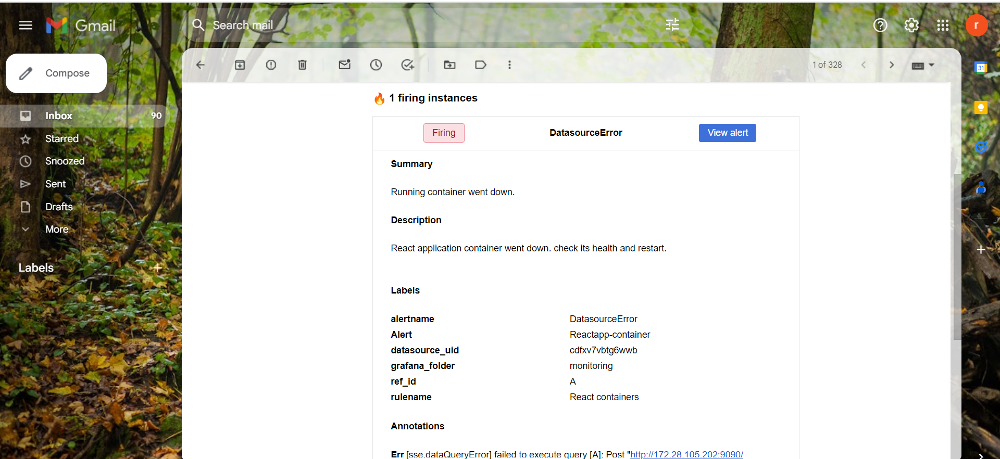 Gmail
Search mail
r
Compose
1 of 328
31
Inbox 90
Starred
Snoozed
Sent
Drafts
More
Labels
🔥 1 firing instances
Firing DatasourceError View alert
Summary
Running container went down.
Description
React application container went down. check its health and restart.
Labels
alertname DatasourceError
Alert Reactapp-container
datasource_uid cdfxv7vbtg6wwb
grafana_folder monitoring
ref_id A
rulename React containers
Annotations
Err [sse.dataQueryError] failed to execute query [A]: Post "http://172.28.105.202:9090/